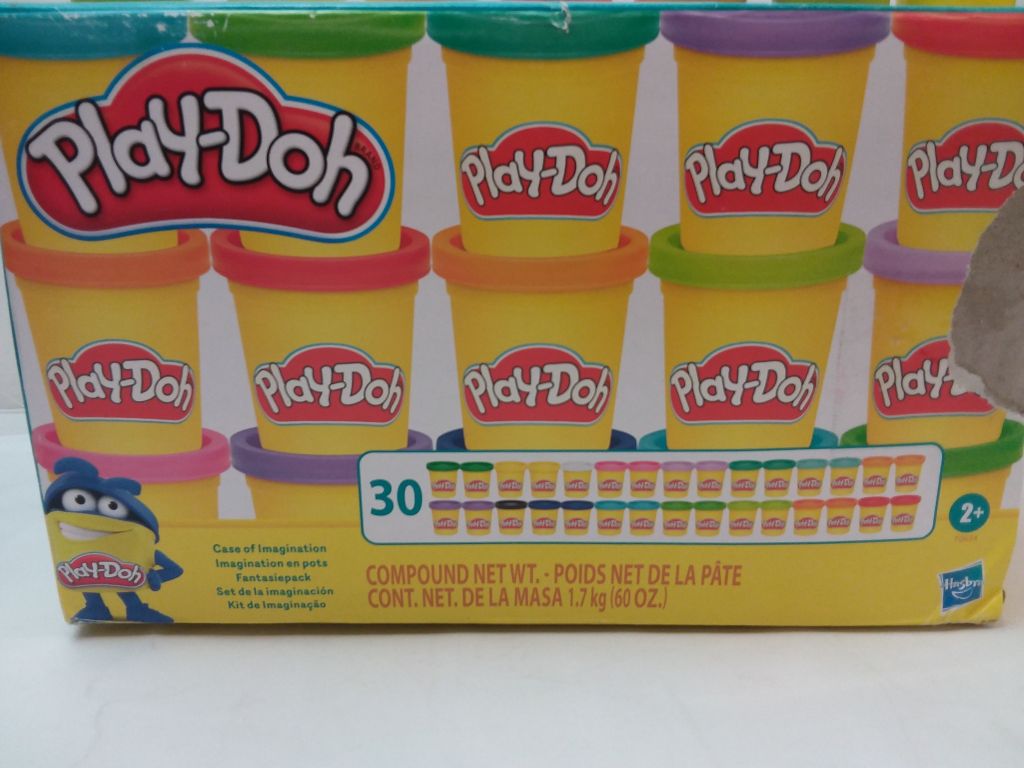 Play-Doh
BRAND
Play-Doh
Play-Doh
Play-Do
Play-Doh
Play-Doh
Play-Doh
Play-Doh
Play-
30
2+
Play-Doh
Case of Imagination
Imagination en pots
Fantasiepack
Set de la imaginación
Kit de Imaginação
COMPOUND NET WT. · POIDS NET DE LA PÂTE
CONT. NET. DE LA MASA 1.7 kg (60 OZ.)
Hasbro